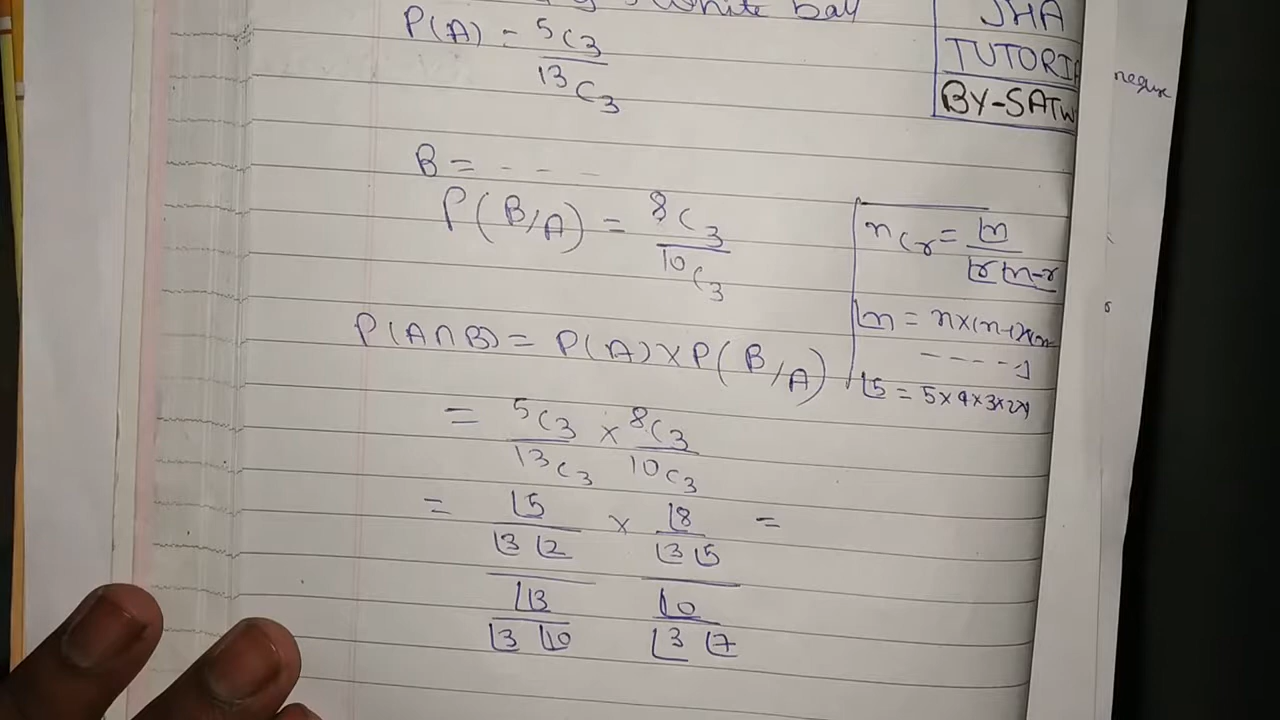 White ball
P(A) = ⁵C₃ / ¹³C₃
B = - - -
P(B/A) = ⁸C₃ / ¹⁰C₃
P(A∩B) = P(A) × P(B/A)
= ⁵C₃ / ¹³C₃ × ⁸C₃ / ¹⁰C₃
= (⌊5 / ⌊3 ⌊2) / (⌊13 / ⌊3 ⌊10) × (⌊8 / ⌊3 ⌊5) / (⌊10 / ⌊3 ⌊7) =
nCr = ⌊n / ⌊r ⌊n-r
⌊n = n×(n-1)×(n-
- - - - - 1
⌊5 = 5×4×3×2×1
JHA
TUTORIA
BY-SATW